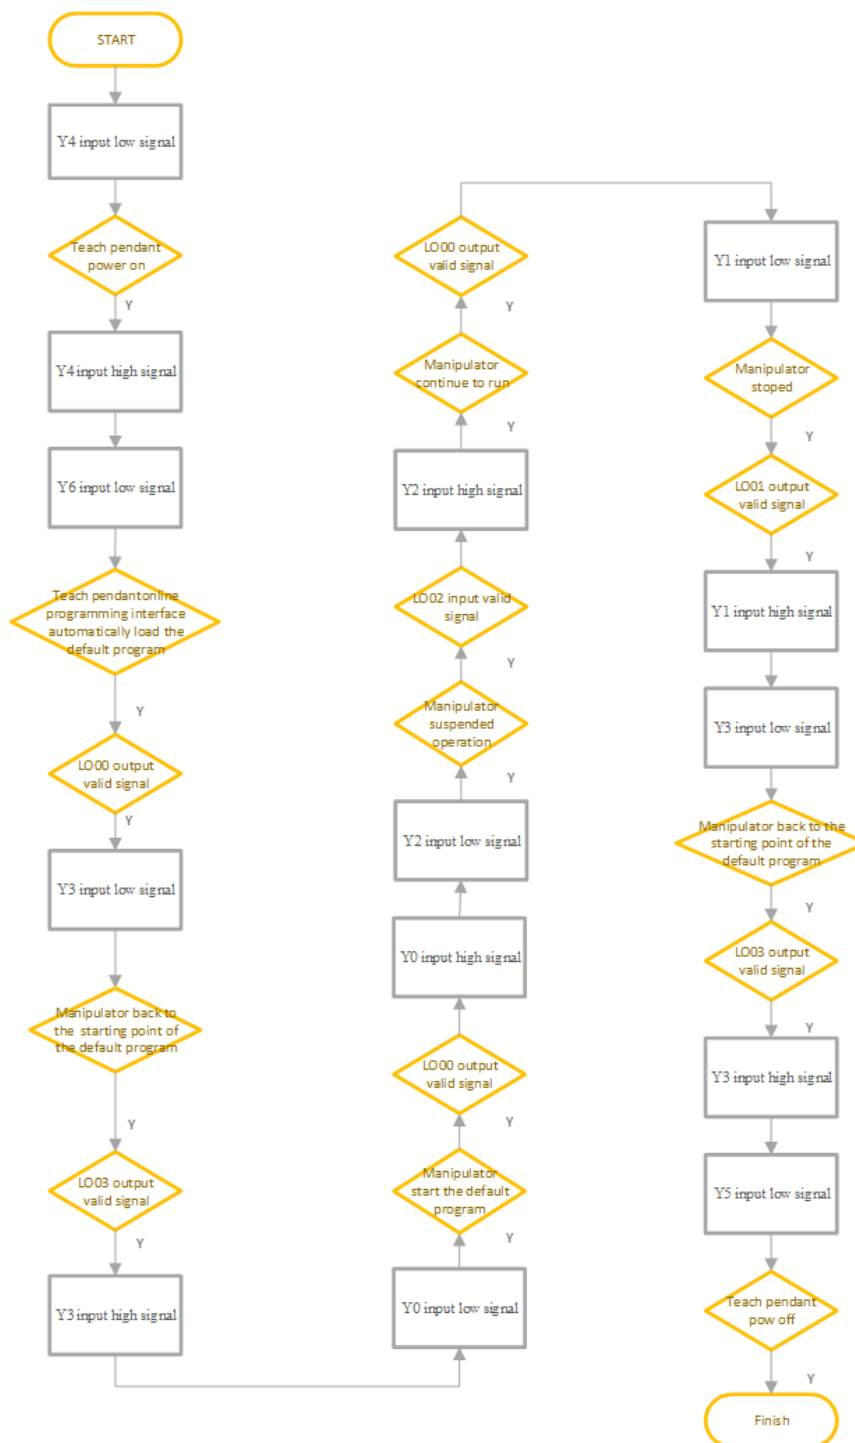 START
Y4 input low signal
Teach pendant
power on
Y
Y4 input high signal
Y6 input low signal
Teach pendantonline
programming interface
automatically load the
default program
Y
LO00 output
valid signal
Y
Y3 input low signal
Manipulator back to
the starting point of
the default program
Y
LO03 output
valid signal
Y
Y3 input high signal
Y0 input low signal
Y
Manipulator
start the default
program
Y
LO00 output
valid signal
Y0 input high signal
Y2 input low signal
Y
Manipulator
suspended
operation
Y
LO02 input valid
signal
Y2 input high signal
Y
Manipulator
continue to run
Y
LO00 output
valid signal
Y1 input low signal
Manipulator
stoped
Y
LO01 output
valid signal
Y
Y1 input high signal
Y3 input low signal
Manipulator back to the
starting point of the
default program
Y
LO03 output
valid signal
Y
Y3 input high signal
Y5 input low signal
Teach pendant
pow off
Y
Finish